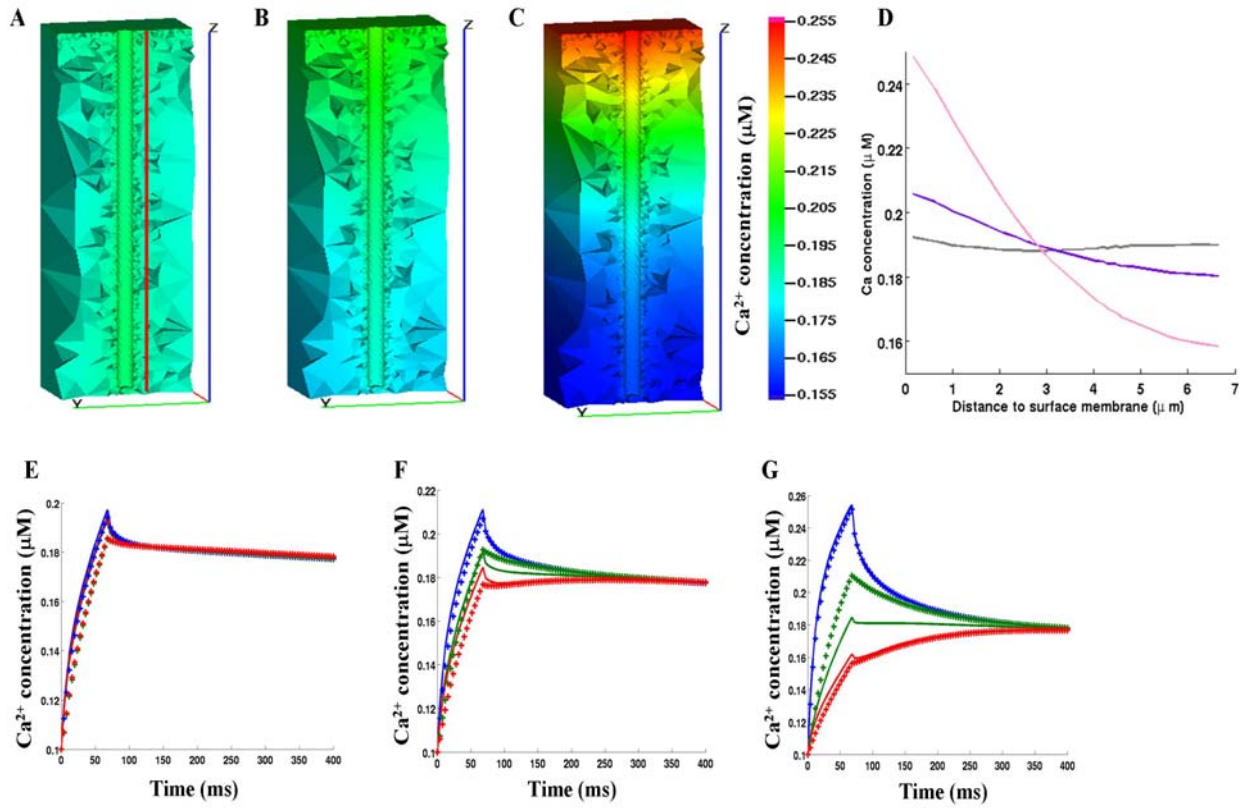 A
B
C
D
Z
Z
Z
Y
Y
Y
Ca2+ concentration (μM)
0.255
0.245
0.235
0.225
0.215
0.205
0.195
0.185
0.175
0.165
0.155
Ca concentration (μ M)
0.24
0.22
0.2
0.18
0.16
0 1 2 3 4 5 6 7
Distance to surface membrane (μ m)
E
Ca2+ concentration (μM)
0.2
0.18
0.16
0.14
0.12
0.1
0 50 100 150 200 250 300 350 400
Time (ms)
F
Ca2+ concentration (μM)
0.22
0.2
0.18
0.16
0.14
0.12
0.1
0 50 100 150 200 250 300 350 400
Time (ms)
G
Ca2+ concentration (μM)
0.26
0.24
0.22
0.2
0.18
0.16
0.14
0.12
0.1
0 50 100 150 200 250 300 350 400
Time (ms)